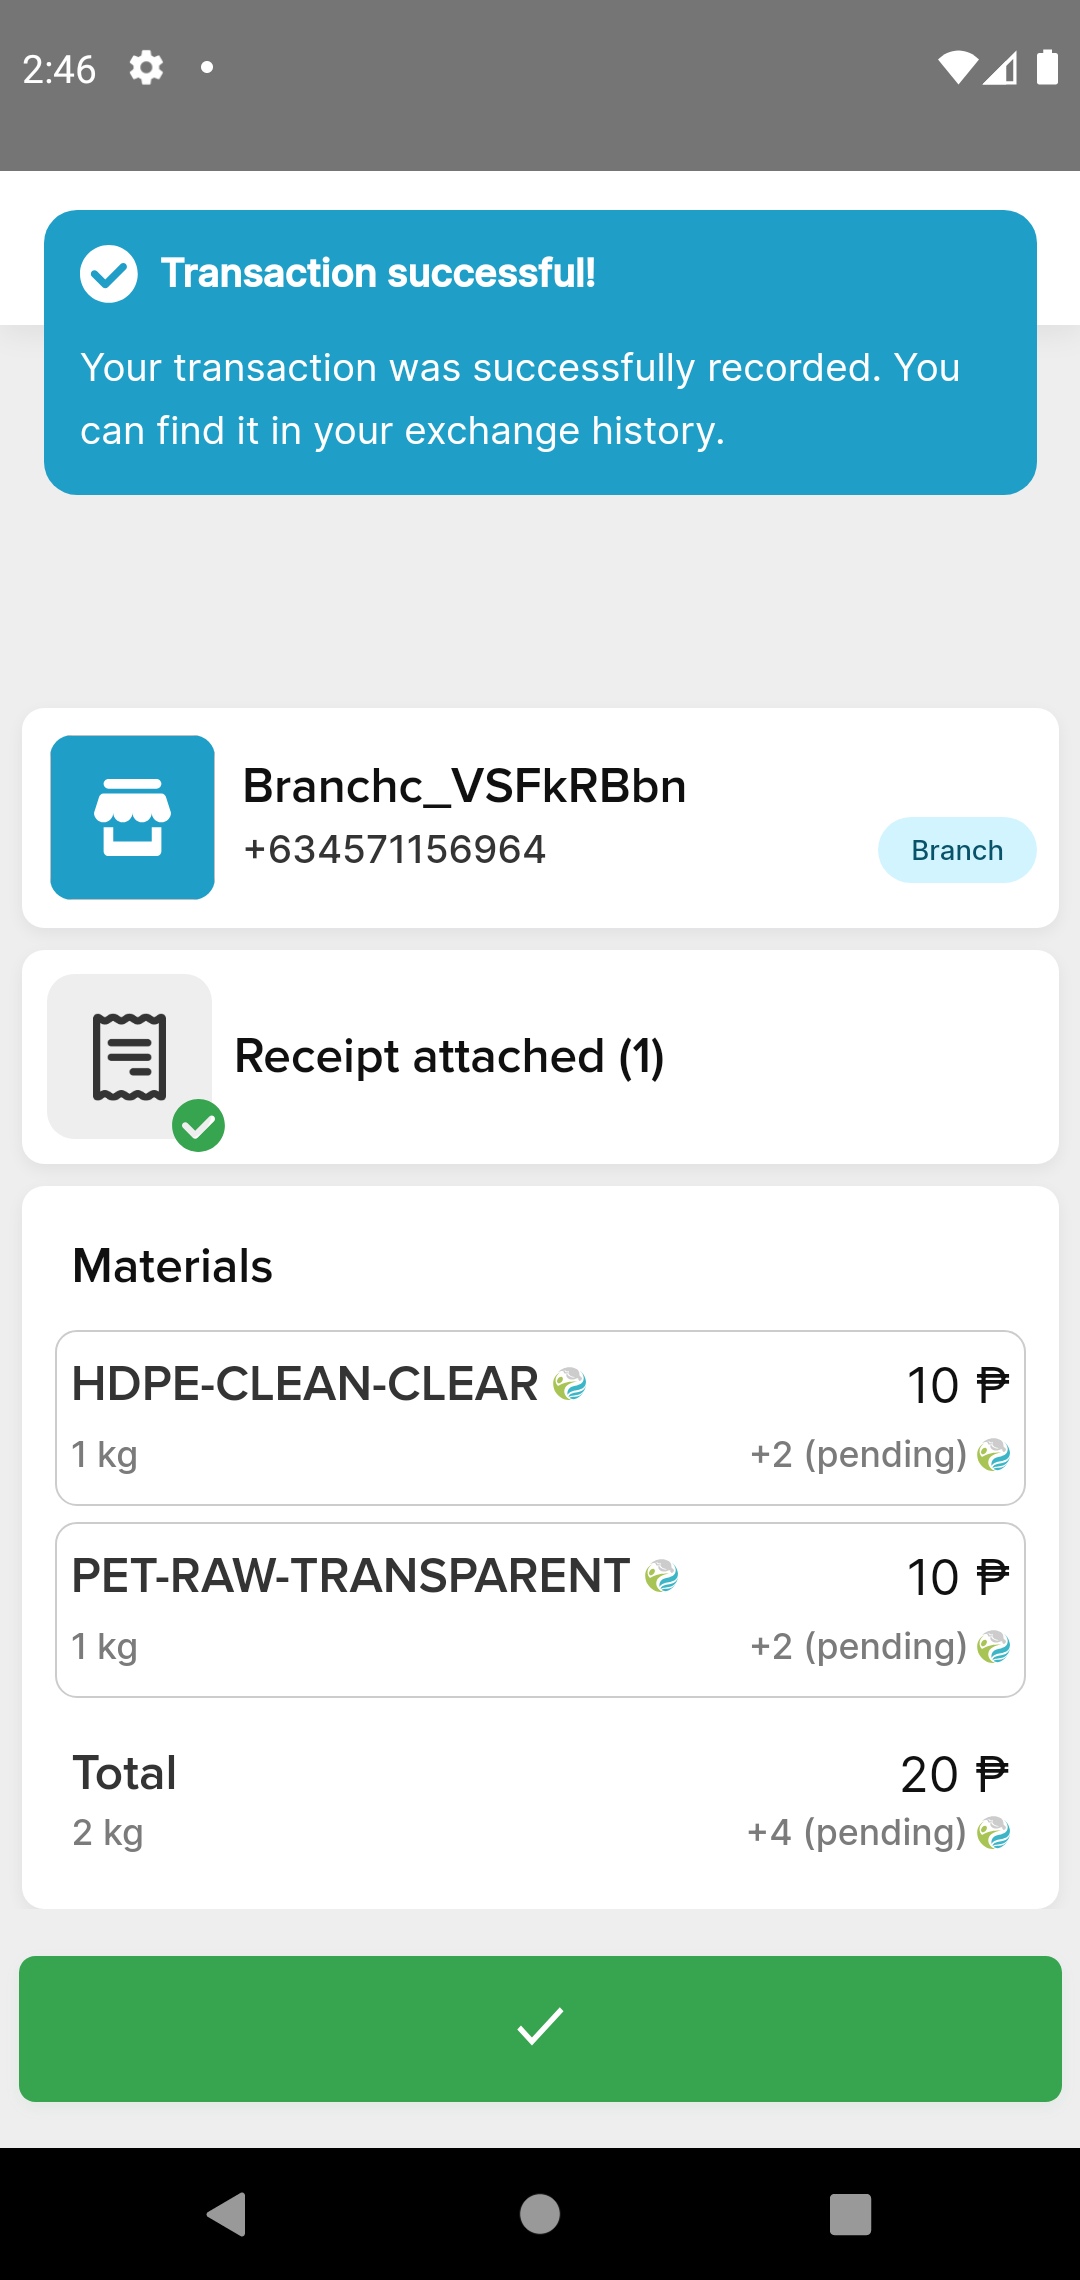 2:46
Transaction successful!
Your transaction was successfully recorded. You
can find it in your exchange history.
Branchc_VSFkRBbn
+634571156964
Branch
Receipt attached (1)
Materials
HDPE-CLEAN-CLEAR 10 ₱
1 kg +2 (pending)
PET-RAW-TRANSPARENT 10 ₱
1 kg +2 (pending)
Total 20 ₱
2 kg +4 (pending)